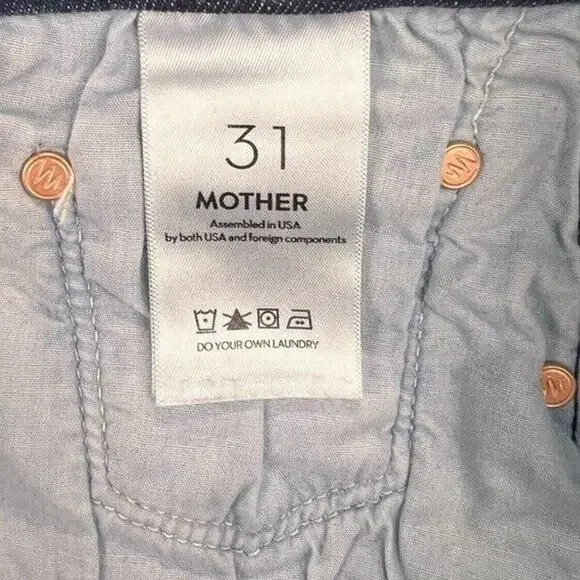 31
MOTHER
Assembled in USA
by both USA and foreign components
DO YOUR OWN LAUNDRY